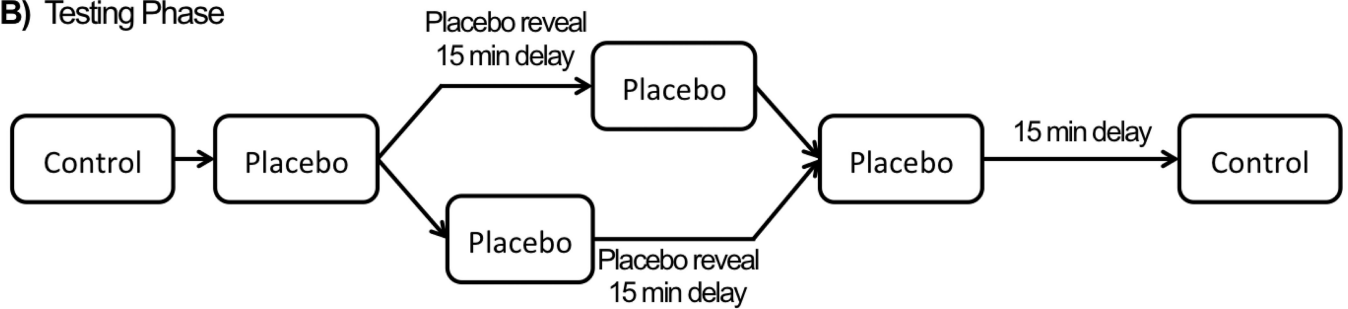 B) Testing Phase
Placebo reveal
15 min delay
Placebo
Control
Placebo
Placebo
15 min delay
Control
Placebo
Placebo reveal
15 min delay